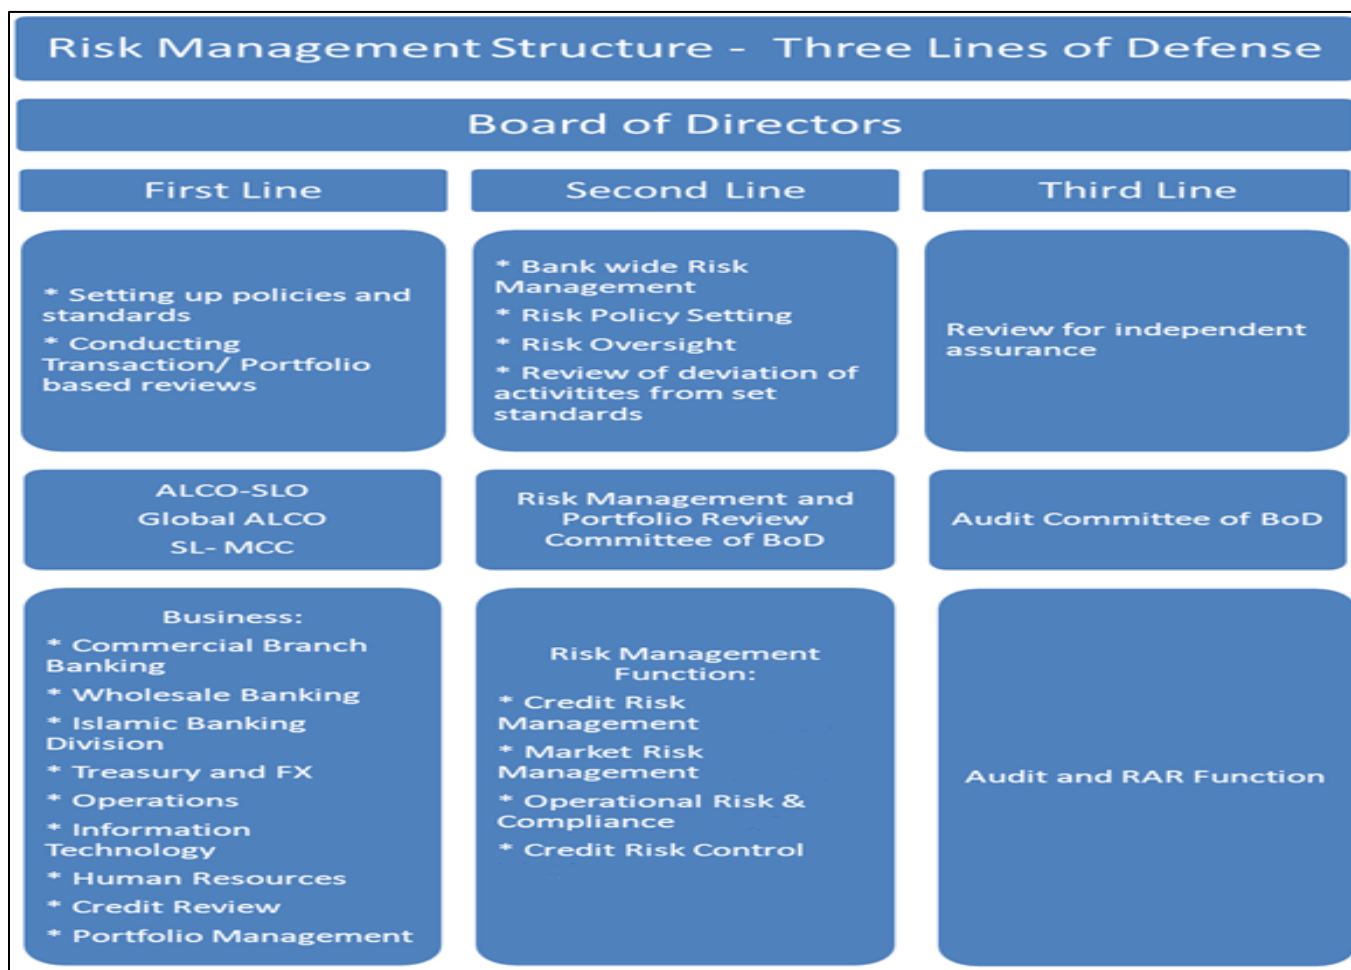 Risk Management Structure - Three Lines of Defense
Board of Directors
First Line
Second Line
Third Line
* Setting up policies and
standards
* Conducting
Transaction/ Portfolio
based reviews
* Bank wide Risk
Management
* Risk Policy Setting
* Risk Oversight
* Review of deviation of
activitites from set
standards
Review for independent
assurance
ALCO-SLO
Global ALCO
SL- MCC
Risk Management and
Portfolio Review
Committee of BoD
Audit Committee of BoD
Business:
* Commercial Branch
Banking
* Wholesale Banking
* Islamic Banking
Division
* Treasury and FX
* Operations
* Information
Technology
* Human Resources
* Credit Review
* Portfolio Management
Risk Management
Function:
* Credit Risk
Management
* Market Risk
Management
* Operational Risk &
Compliance
* Credit Risk Control
Audit and RAR Function